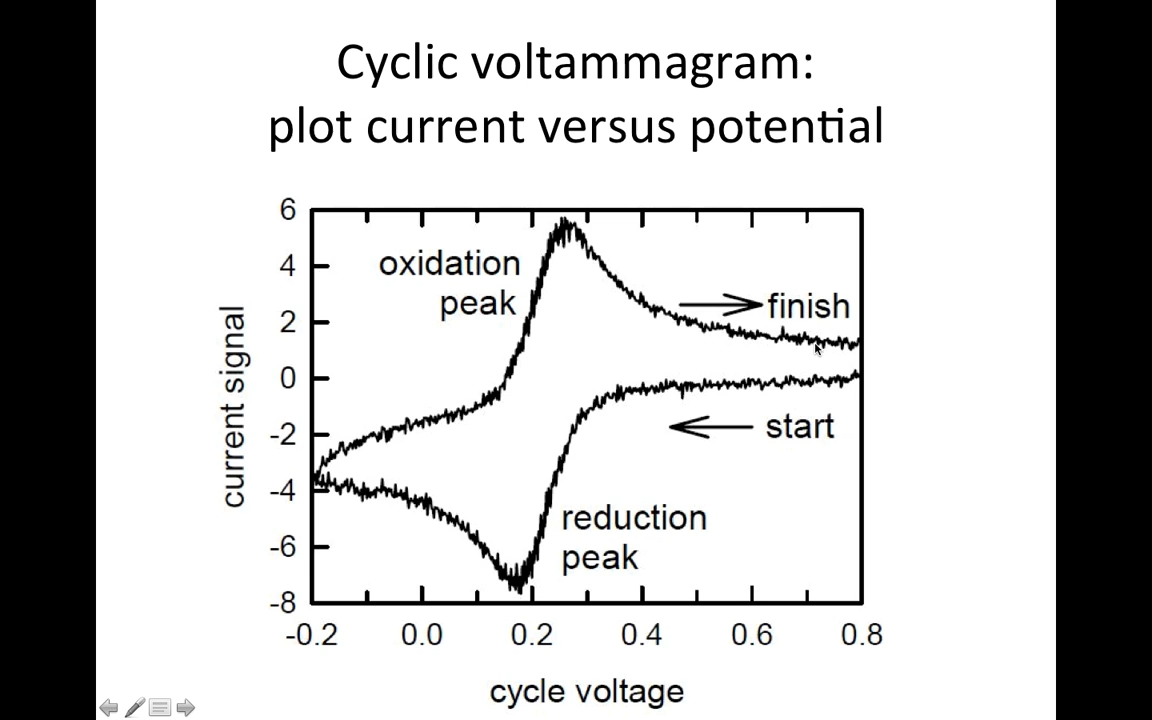 Cyclic voltammagram:
plot current versus potential
6
4
2
0
-2
-4
-6
-8
current signal
oxidation
peak
finish
start
reduction
peak
-0.2 0.0 0.2 0.4 0.6 0.8
cycle voltage